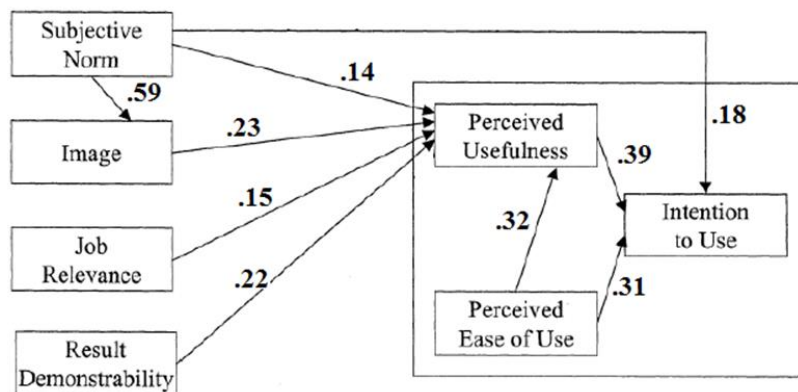 Subjective
Norm
.59
Image
Job
Relevance
Result
Demonstrability
.14
.23
.15
.22
Perceived
Usefulness
.32
Perceived
Ease of Use
.39
.31
.18
Intention
to Use